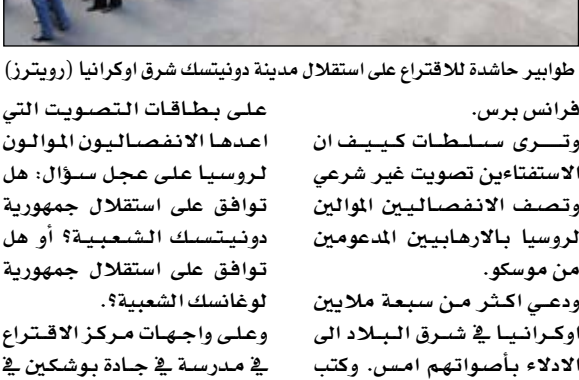 طوابير حاشدة للاقتراع على استقلال مدينة دونيتسك شرق اوكرانيا (رويترز)
فرانس برس.
وترى سلطات كييف ان
الاستفتاءين تصويت غير شرعي
وتصف الانفصاليين الموالين
لروسيا بالارهابيين المدعومين
من موسكو.
ودعي اكثر من سبعة ملايين
اوكرانيا في شرق البلاد الى
الادلاء بأصواتهم امس. وكتب
على بطاقات التصويت التي
اعدها الانفصاليون الموالون
لروسيا على عجل سؤال: هل
توافق على استقلال جمهورية
دونيتسك الشعبية؟ أو هل
توافق على استقلال جمهورية
لوغانسك الشعبية؟.
وعلى واجهات مركز الاقتراع
في مدرسة في جادة بوشكين في